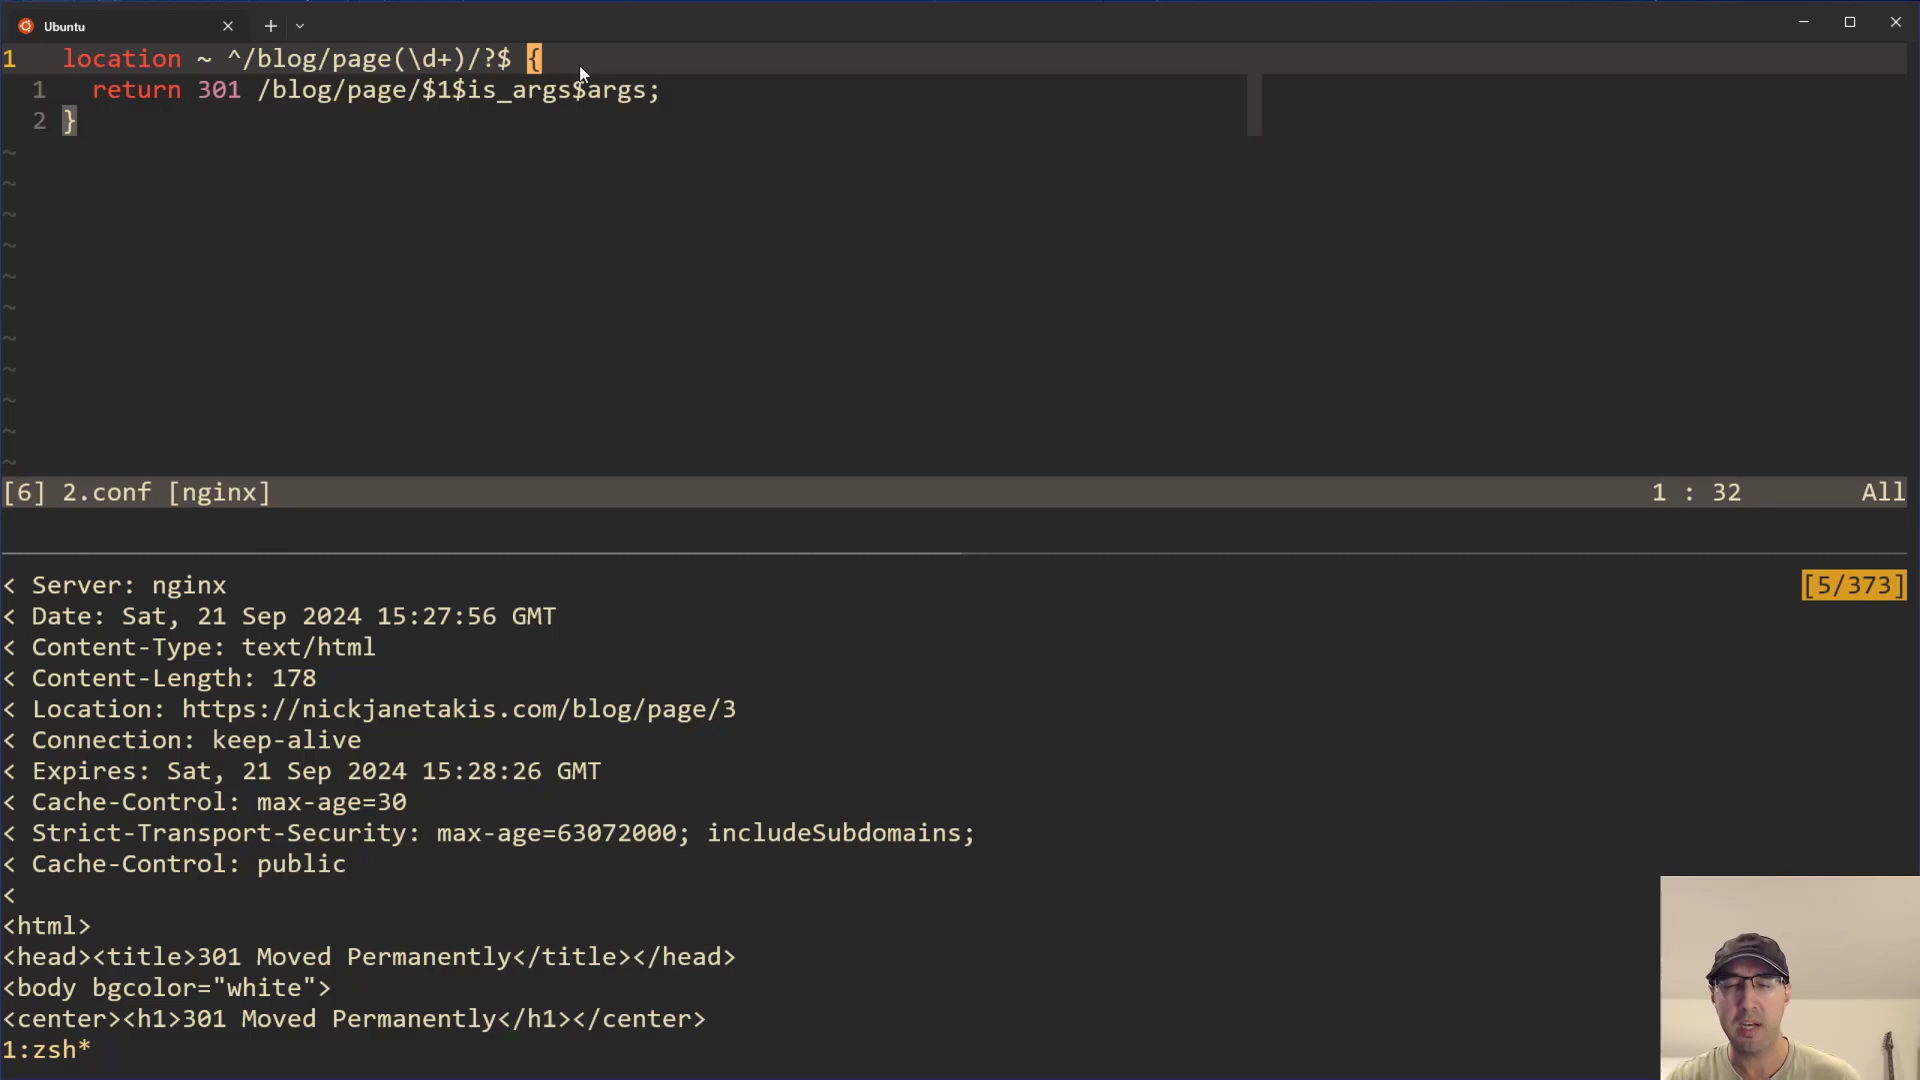 Ubuntu
1 location ~ ^/blog/page(\d+)/?$ {
1 return 301 /blog/page/$1$is_args$args;
2 }
~
~
~
~
~
~
~
~
~
~
~
[6] 2.conf [nginx] 1 : 32 All
< Server: nginx [5/373]
< Date: Sat, 21 Sep 2024 15:27:56 GMT
< Content-Type: text/html
< Content-Length: 178
< Location: https://nickjanetakis.com/blog/page/3
< Connection: keep-alive
< Expires: Sat, 21 Sep 2024 15:28:26 GMT
< Cache-Control: max-age=30
< Strict-Transport-Security: max-age=63072000; includeSubdomains;
< Cache-Control: public
<
<html>
<head><title>301 Moved Permanently</title></head>
<body bgcolor="white">
<center><h1>301 Moved Permanently</h1></center>
1:zsh*